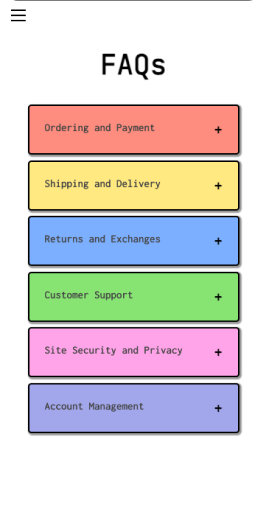 FAQs
Ordering and Payment +
Shipping and Delivery +
Returns and Exchanges +
Customer Support +
Site Security and Privacy +
Account Management +